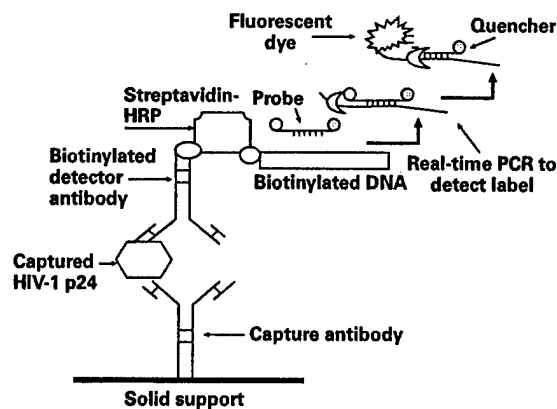 Fluorescent
dye
Quencher
Streptavidin-
HRP
Probe
Biotinylated
detector
antibody
Biotinylated DNA
Real-time PCR to
detect label
Captured
HIV-1 p24
Capture antibody
Solid support